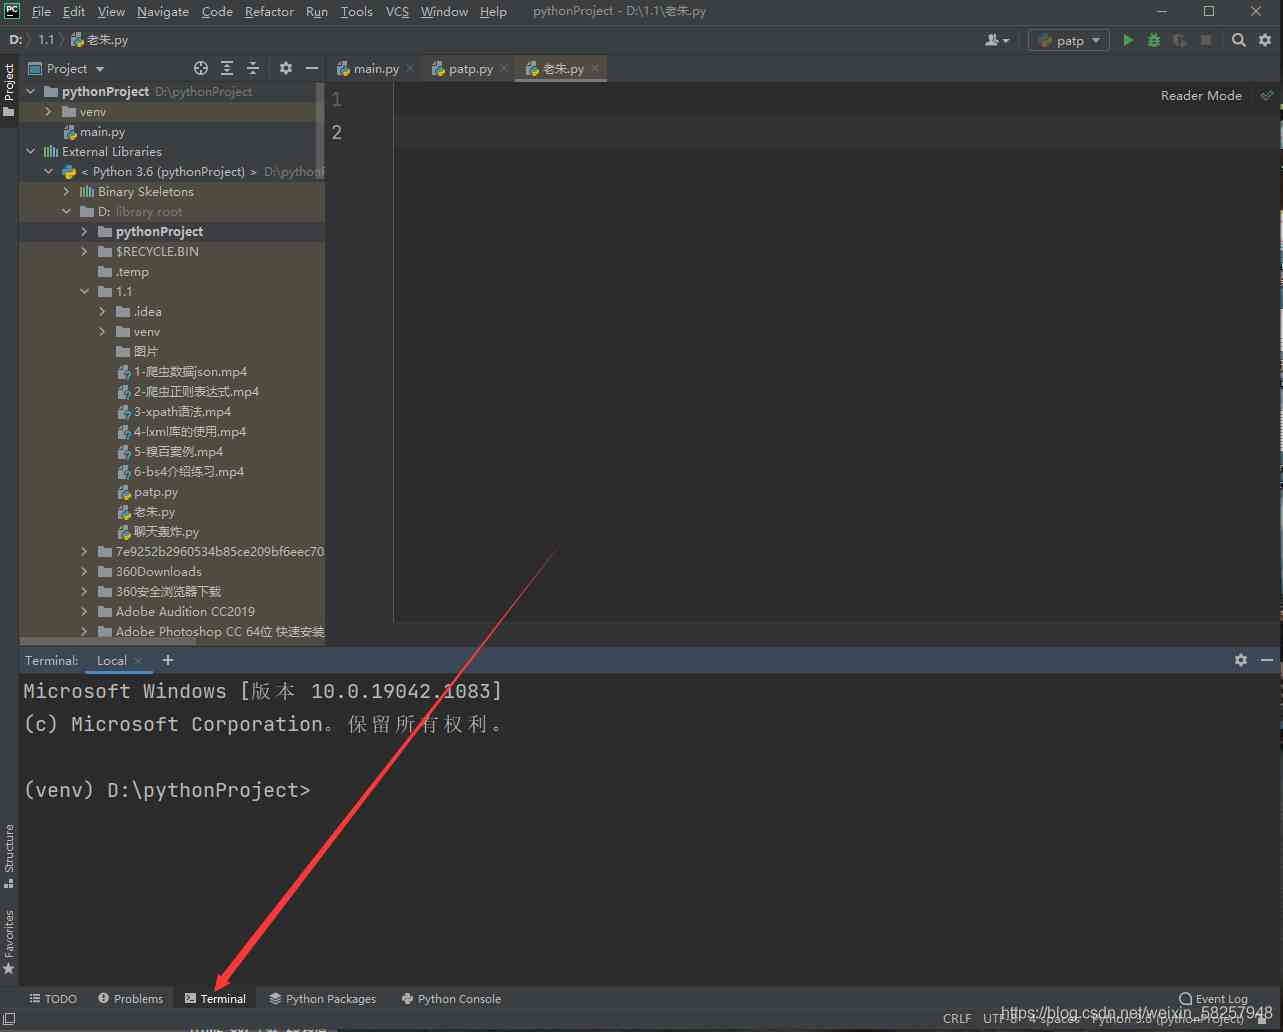 PC File Edit View Navigate Code Refactor Run Tools VCS Window Help pythonProject - D:\1.1\老朱.py
D: 1.1 老朱.py patp
Project
Project main.py patp.py 老朱.py
pythonProject D:\pythonProject 1 Reader Mode
venv
main.py 2
External Libraries
< Python 3.6 (pythonProject) > D:\pythonP
Binary Skeletons
D: library root
pythonProject
$RECYCLE.BIN
.temp
1.1
.idea
venv
图片
1-爬虫数据json.mp4
2-爬虫正则表达式.mp4
3-xpath语法.mp4
4-lxml库的使用.mp4
5-糗百案例.mp4
6-bs4介绍练习.mp4
patp.py
老朱.py
聊天轰炸.py
7e9252b2960534b85ce209bf6eec70
360Downloads
360安全浏览器下载
Adobe Audition CC2019
Adobe Photoshop CC 64位 快速安装
Terminal: Local +
Microsoft Windows [版本 10.0.19042.1083]
(c) Microsoft Corporation。保留所有权利。
(venv) D:\pythonProject>
Structure
Favorites
TODO Problems Terminal Python Packages Python Console Event Log
https://blog.csdn.net/weixin_58257948
CRLF UTF-8 4 spaces Python 3.6 (pythonProject)